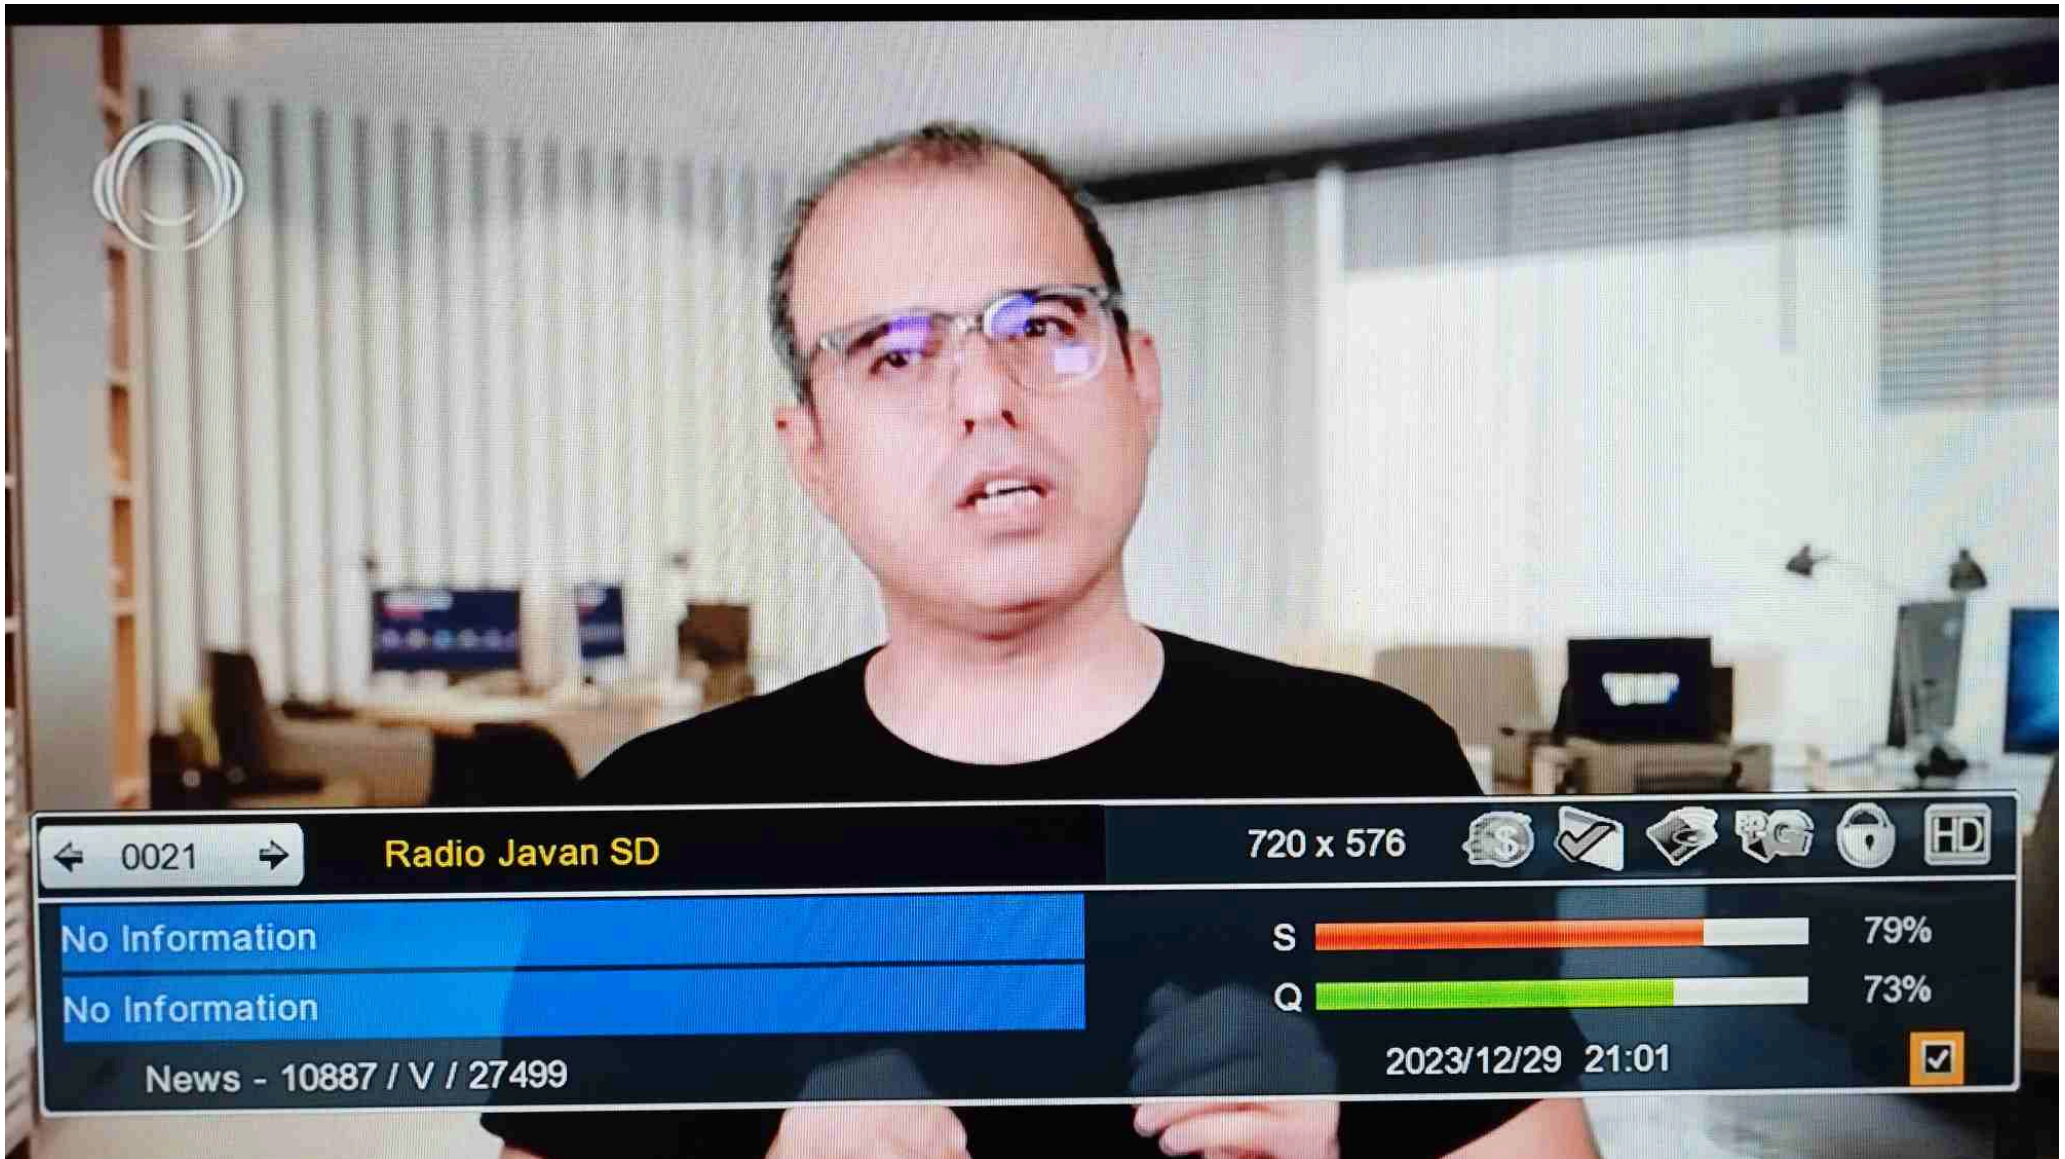 0021
Radio Javan SD
720 x 576
HD
No Information
No Information
S 79%
Q 73%
News - 10887 / V / 27499
2023/12/29 21:01